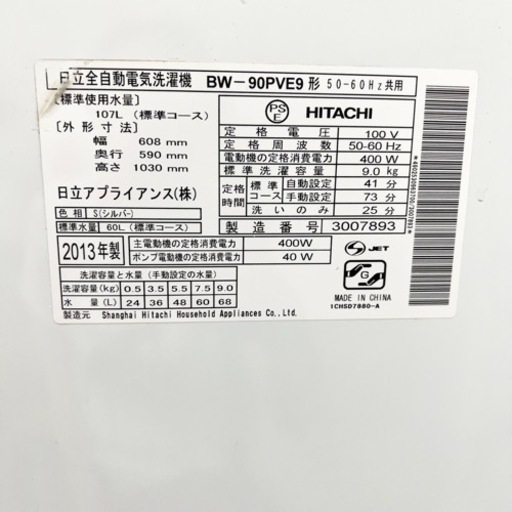 日立全自動電気洗濯機 BW-90PVE9 形 50-60Hz共用
[標準使用水量]
107L (標準コース)
[外形寸法]
幅 608 mm
奥行 590 mm
高さ 1030 mm
日立アプライアンス(株)
色相 S(シルバー)
標準水量 60L (標準コース)
PS E HITACHI
定格電圧 100 V
定格周波数 50-60 Hz
電動機の定格消費電力 400 W
標準洗濯容量 9.0 kg
定格時間 標準コース 自動設定 41 分
手動設定 73 分
洗いのみ 25 分
製造番号 3007893
2013年製
主電動機の定格消費電力 400W
ポンプ電動機の定格消費電力 40 W
洗濯容量と水量 (手動設定の水量)
洗濯容量(kg) 0.5 3.5 5.5 7.5 9.0
水量(L) 24 36 48 60 68
製造元 Shanghai Hitachi Household Appliances Co., Ltd.
S JET
G
MADE IN CHINA
1CHSD7880-A